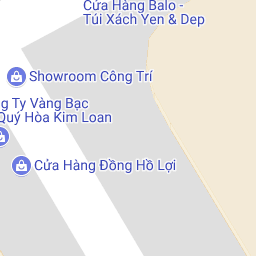 Cửa Hàng Balo -
Túi Xách Yen & Dep
Showroom Công Trí
g Ty Vàng Bạc
Quý Hòa Kim Loan
Cửa Hàng Đồng Hồ Lợi